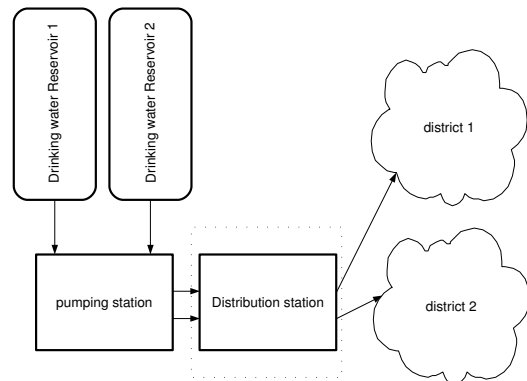 Drinking water Reservoir 1
Drinking water Reservoir 2
district 1
pumping station
Distribution station
district 2